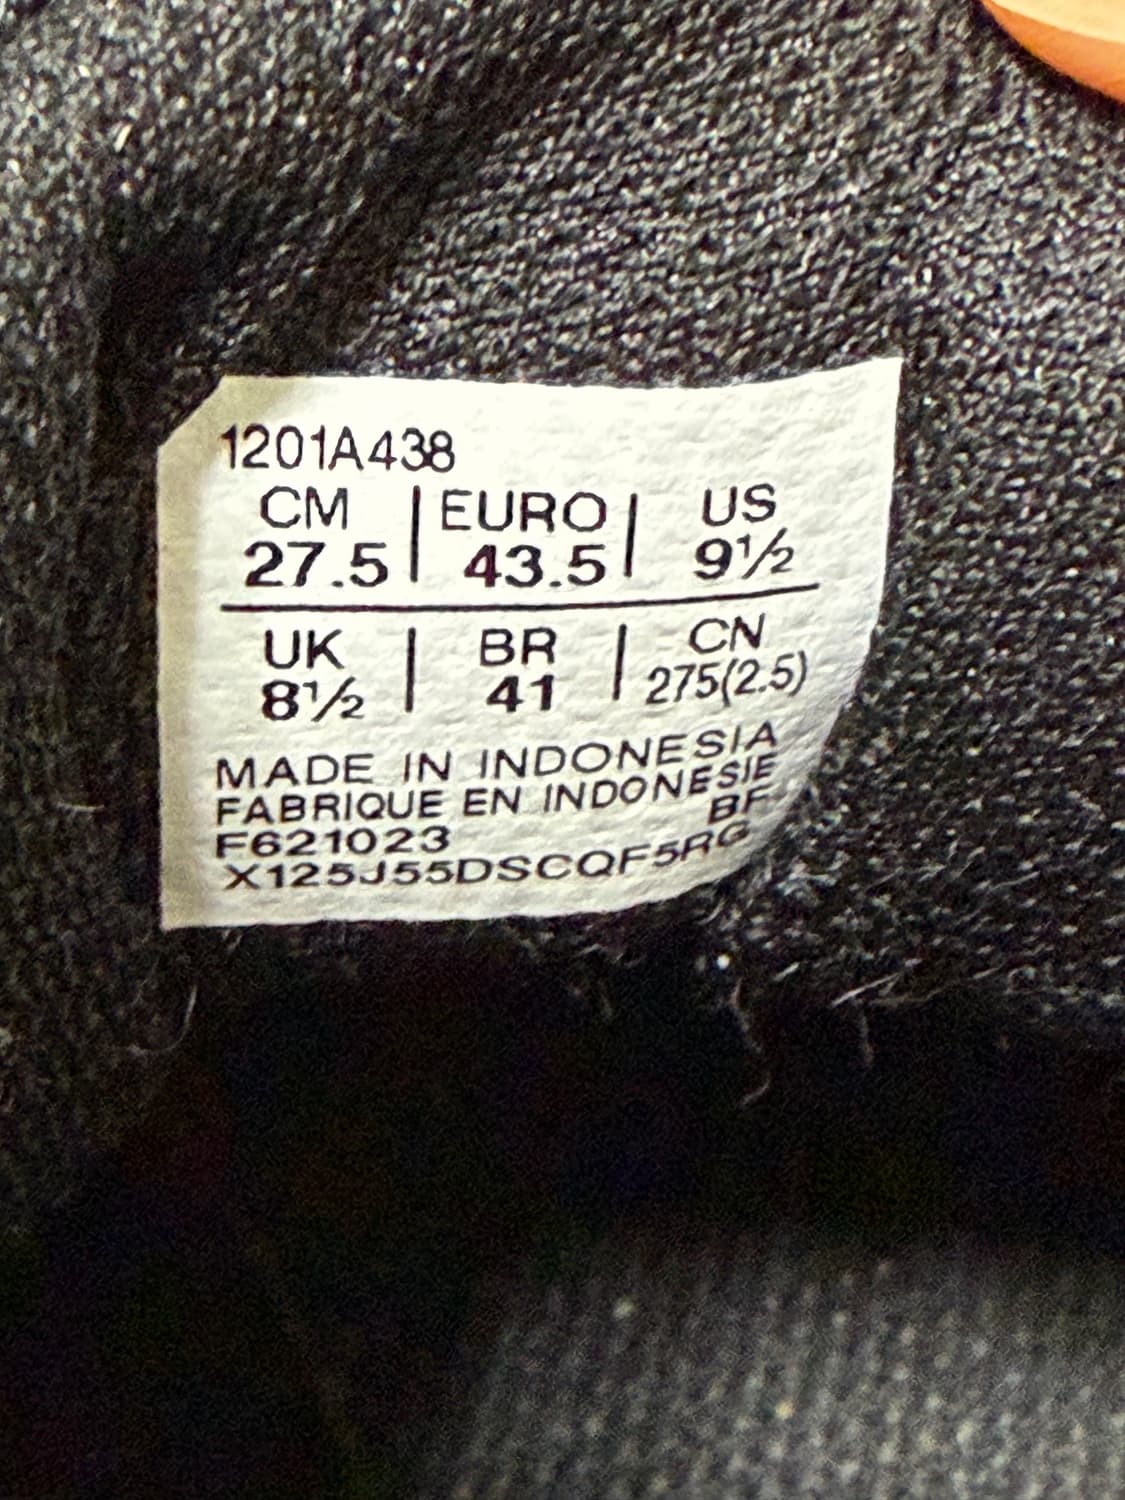 1201A438
CM | EURO | US
27.5 | 43.5 | 9½
UK | BR | CN
8½ | 41 | 275(2.5)
MADE IN INDONESIA
FABRIQUE EN INDONESIE
F621023 BF
X125J55DSCQF5RG